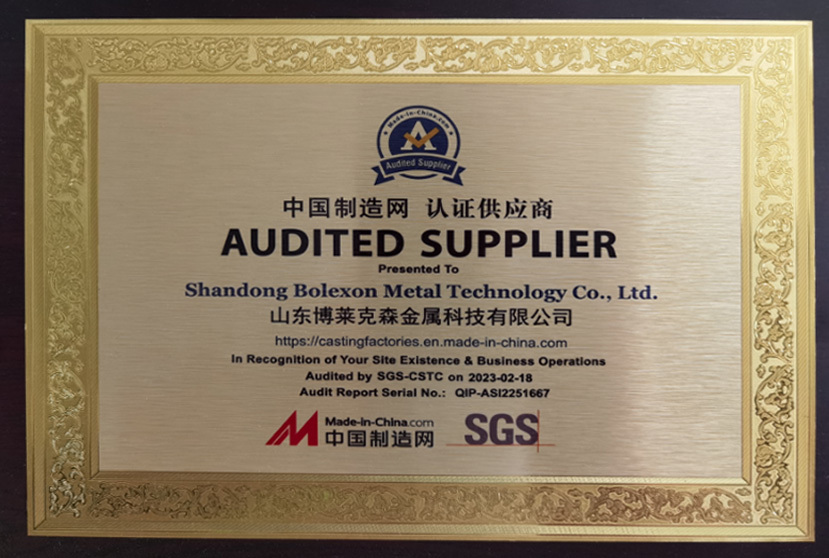 Made-in-China.com
Audited Supplier
中国制造网 认证供应商
AUDITED SUPPLIER
Presented To
Shandong Bolexon Metal Technology Co., Ltd.
山东博莱克森金属科技有限公司
https://castingfactories.en.made-in-china.com
In Recognition of Your Site Existence & Business Operations
Audited by SGS-CSTC on 2023-02-18
Audit Report Serial No.: QIP-ASI2251667
Made-in-China.com
中国制造网
SGS